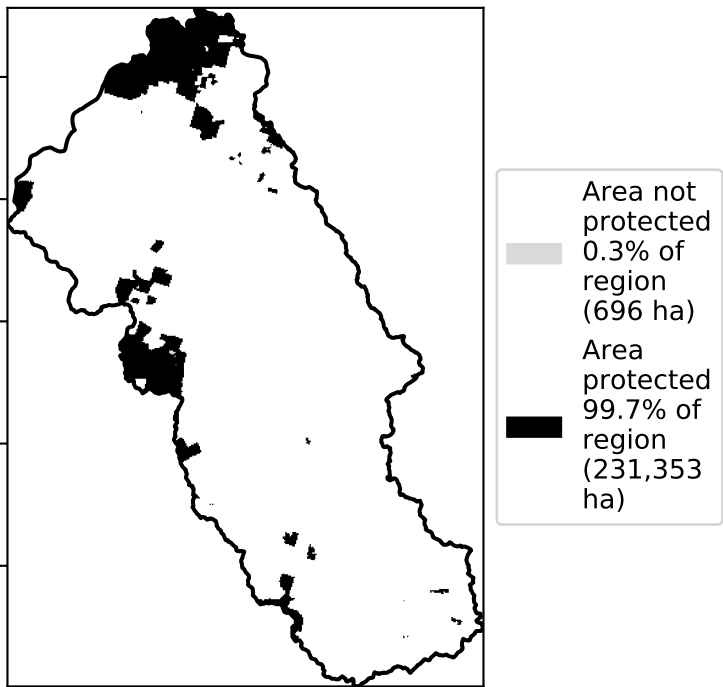 Area not
protected
0.3% of
region
(696 ha)
Area
protected
99.7% of
region
(231,353
ha)